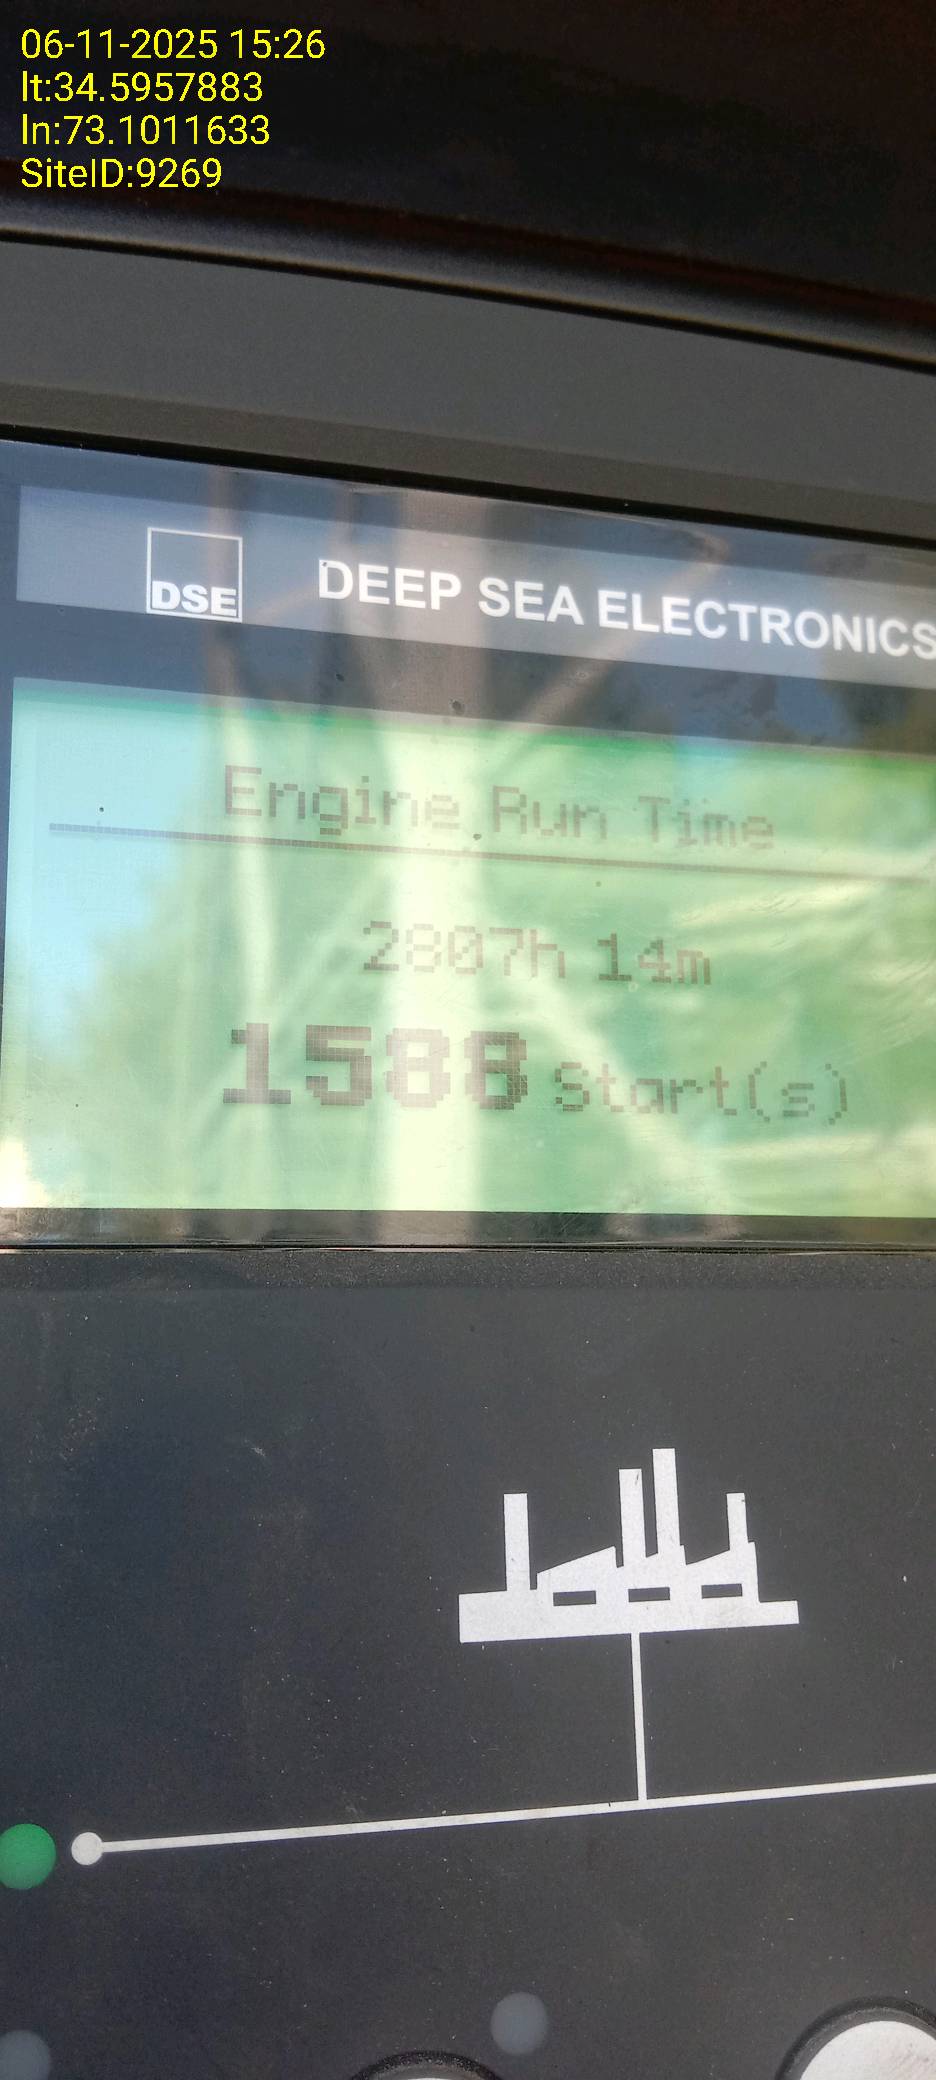 06-11-2025 15:26
lt:34.5957883
ln:73.1011633
SiteID:9269
DSE
DEEP SEA ELECTRONICS
Engine Run Time
2807h 14m
1588 Start(s)